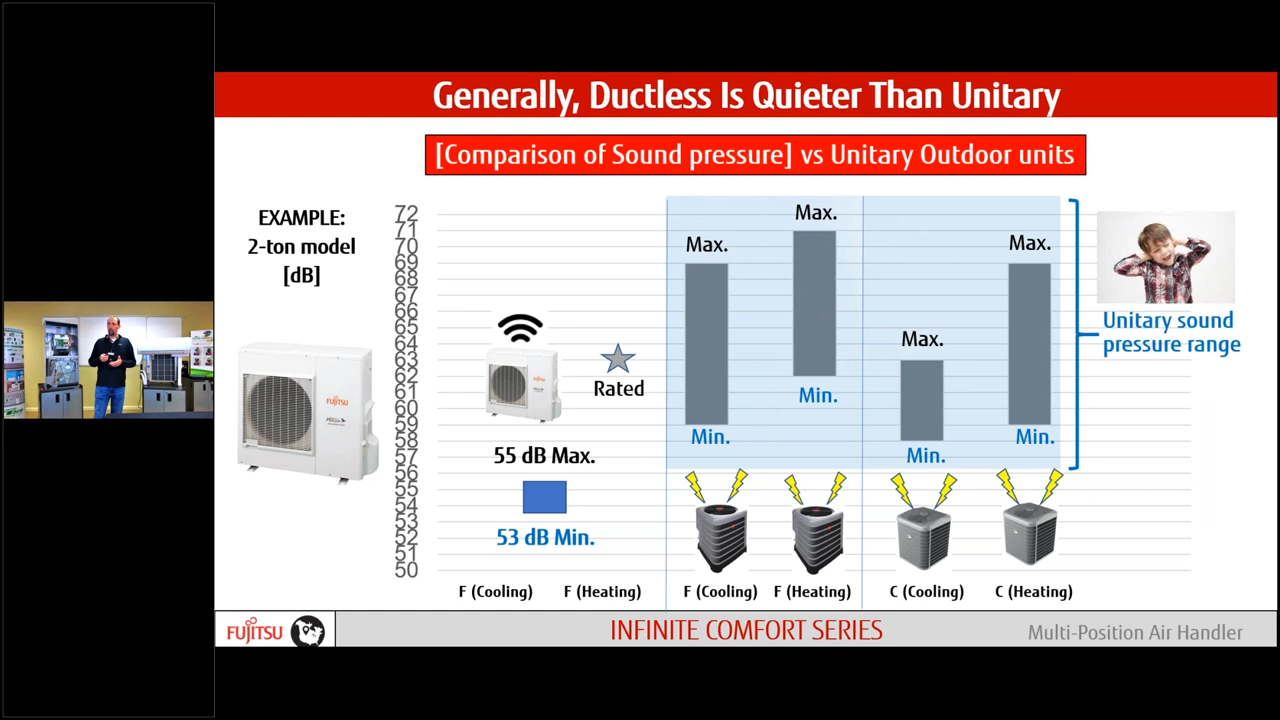 Generally, Ductless Is Quieter Than Unitary
[Comparison of Sound pressure] vs Unitary Outdoor units
EXAMPLE:
2-ton model
[dB]
72
71
70
69
68
67
66
65
64
63
62
61
60
59
58
57
56
55
54
53
52
51
50
FUJITSU
FUJITSU
55 dB Max.
53 dB Min.
Rated
Max.
Min.
Max.
Min.
Max.
Min.
Max.
Min.
Unitary sound
pressure range
F (Cooling)
F (Heating)
F (Cooling)
F (Heating)
C (Cooling)
C (Heating)
FUJITSU
INFINITE COMFORT SERIES
Multi-Position Air Handler